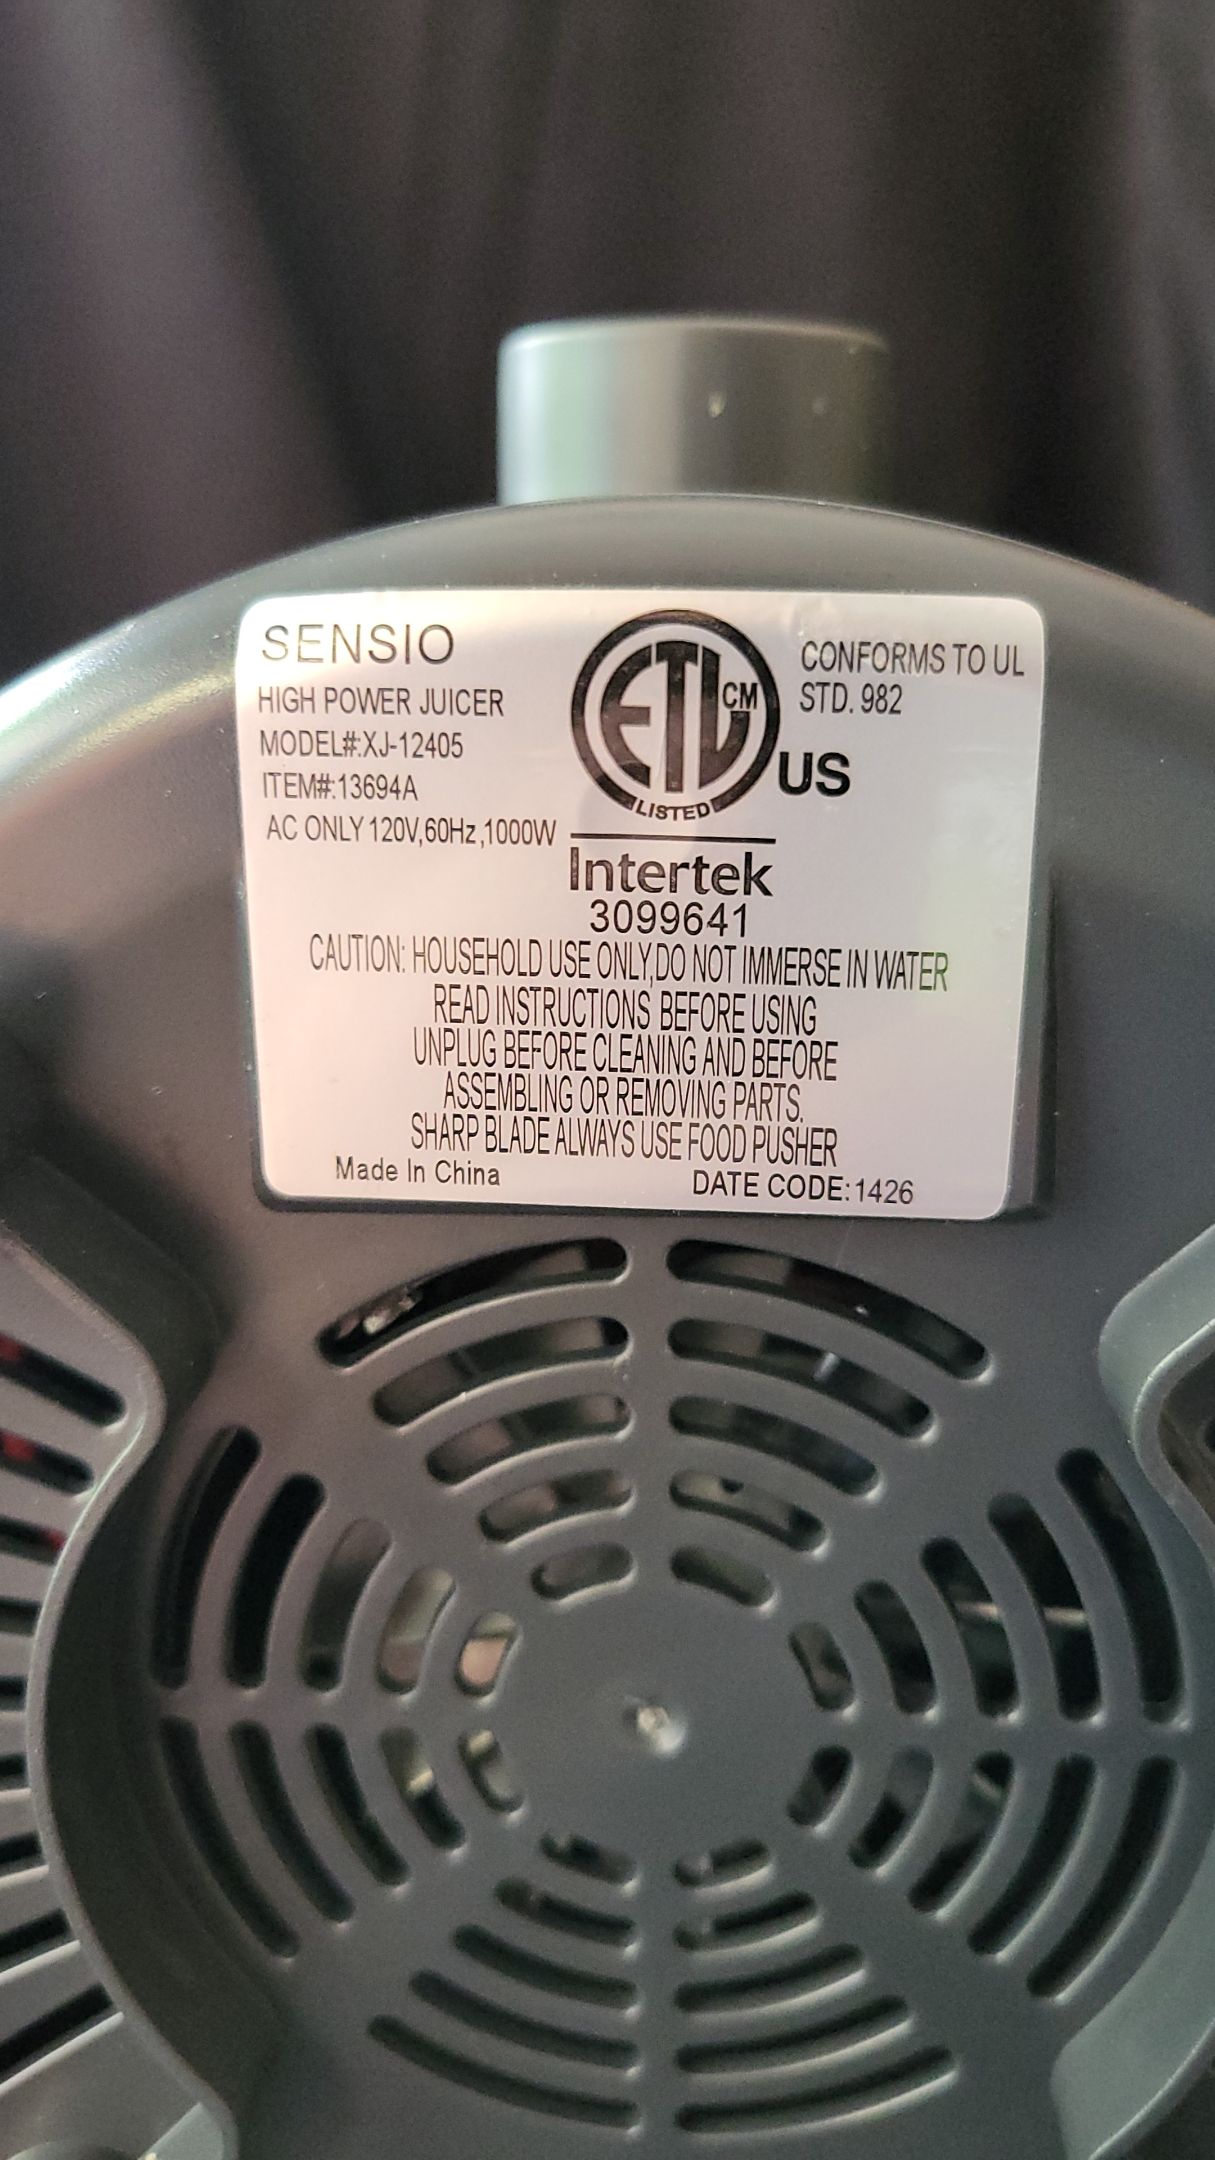 SENSIO
HIGH POWER JUICER
MODEL#:XJ-12405
ITEM#:13694A
AC ONLY 120V,60Hz,1000W
ETL CM
LISTED
US
Intertek
3099641
CONFORMS TO UL
STD. 982
CAUTION: HOUSEHOLD USE ONLY,DO NOT IMMERSE IN WATER
READ INSTRUCTIONS BEFORE USING
UNPLUG BEFORE CLEANING AND BEFORE
ASSEMBLING OR REMOVING PARTS.
SHARP BLADE ALWAYS USE FOOD PUSHER
Made In China
DATE CODE:1426